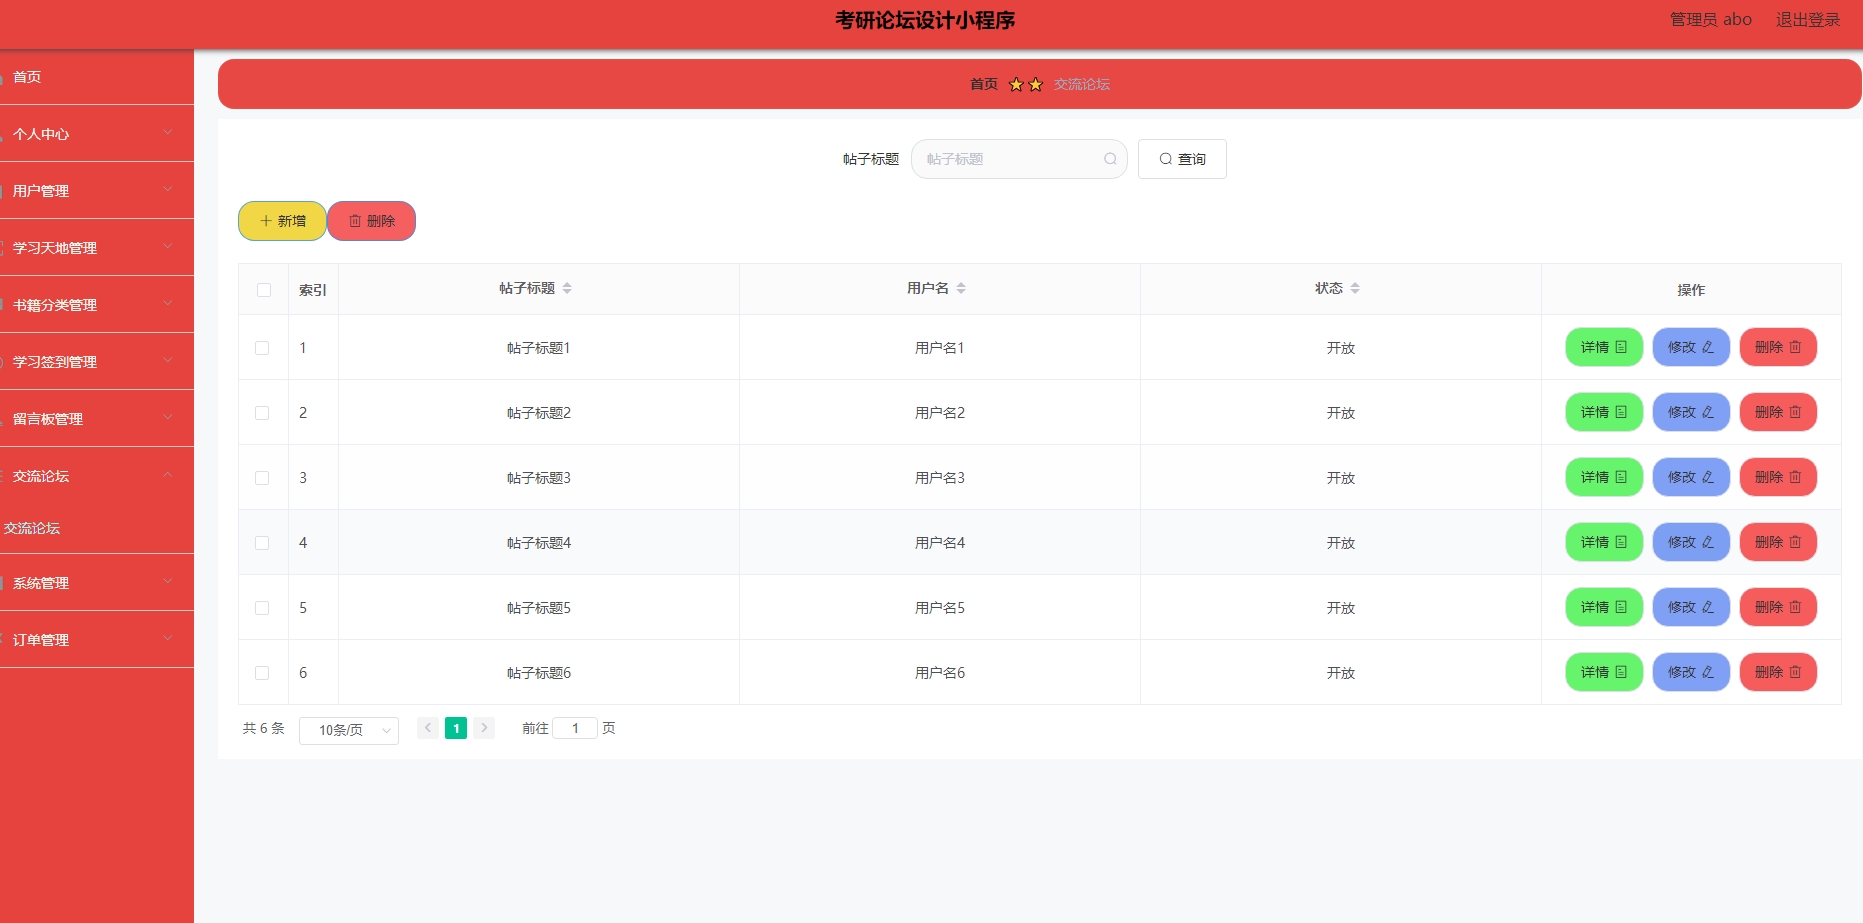 考研论坛设计小程序
管理员 abo 退出登录
首页
个人中心
用户管理
学习天地管理
书籍分类管理
学习签到管理
留言板管理
交流论坛
交流论坛
系统管理
订单管理
首页 交流论坛
帖子标题 帖子标题 查询
新增 删除
索引 帖子标题 用户名 状态 操作
1 帖子标题1 用户名1 开放 详情 修改 删除
2 帖子标题2 用户名2 开放 详情 修改 删除
3 帖子标题3 用户名3 开放 详情 修改 删除
4 帖子标题4 用户名4 开放 详情 修改 删除
5 帖子标题5 用户名5 开放 详情 修改 删除
6 帖子标题6 用户名6 开放 详情 修改 删除
共 6 条 10条/页 1 前往 1 页